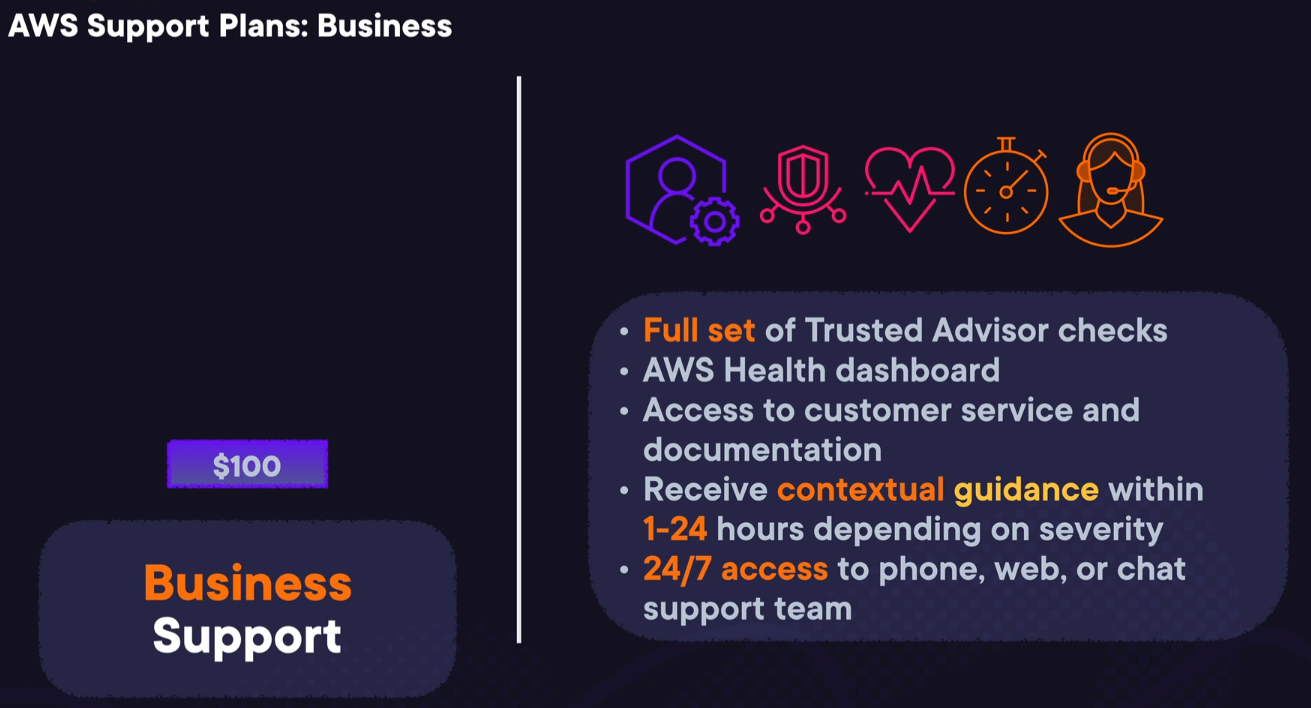 AWS Support Plans: Business
$100
Business
Support
• Full set of Trusted Advisor checks
• AWS Health dashboard
• Access to customer service and
documentation
• Receive contextual guidance within
1-24 hours depending on severity
• 24/7 access to phone, web, or chat
support team